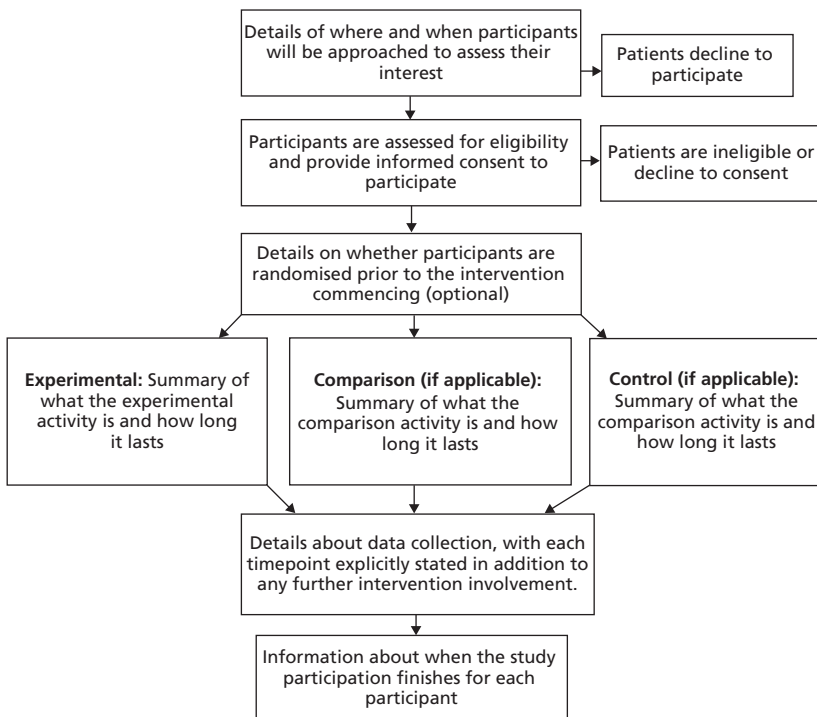 Details of where and when participants
will be approached to assess their
interest
Patients decline to
participate
Participants are assessed for eligibility
and provide informed consent to
participate
Patients are ineligible or
decline to consent
Details on whether participants are
randomised prior to the intervention
commencing (optional)
Experimental: Summary of
what the experimental
activity is and how long
it lasts
Comparison (if applicable):
Summary of what the
comparison activity is and how
long it lasts
Control (if applicable):
Summary of what the
comparison activity is and
how long it lasts
Details about data collection, with each
timepoint explicitly stated in addition to
any further intervention involvement.
Information about when the study
participation finishes for each
participant